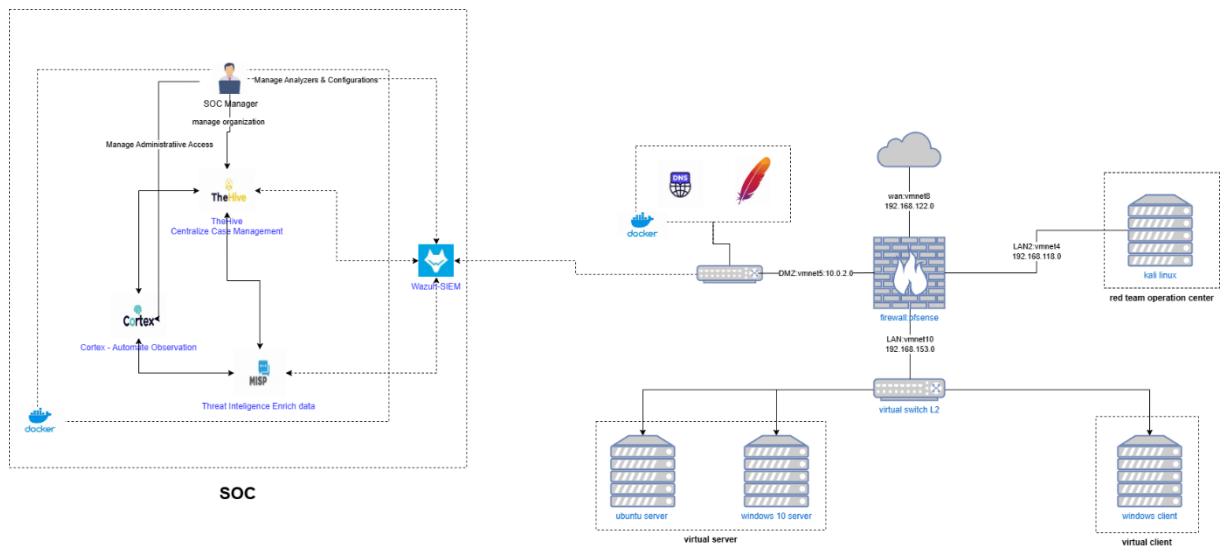 Manage Analyzers & Configurations
SOC Manager
manage organization
Manage Administrative Access
TheHive
TheHive
Centralize Case Management
Cortex
Cortex - Automate Observation
MISP
Threat Inteligence Enrich data
docker
SOC
Wazuh-SIEM
DNS
docker
DMZ:vmnet5:10.0.2.0
wan:vmnet8
192.168.122.0
firewall:pfsense
LAN2:vmnet4
192.168.118.0
kali linux
red team operation center
LAN:vmnet10
192.168.153.0
virtual switch L2
ubuntu server
windows 10 server
virtual server
windows client
virtual client